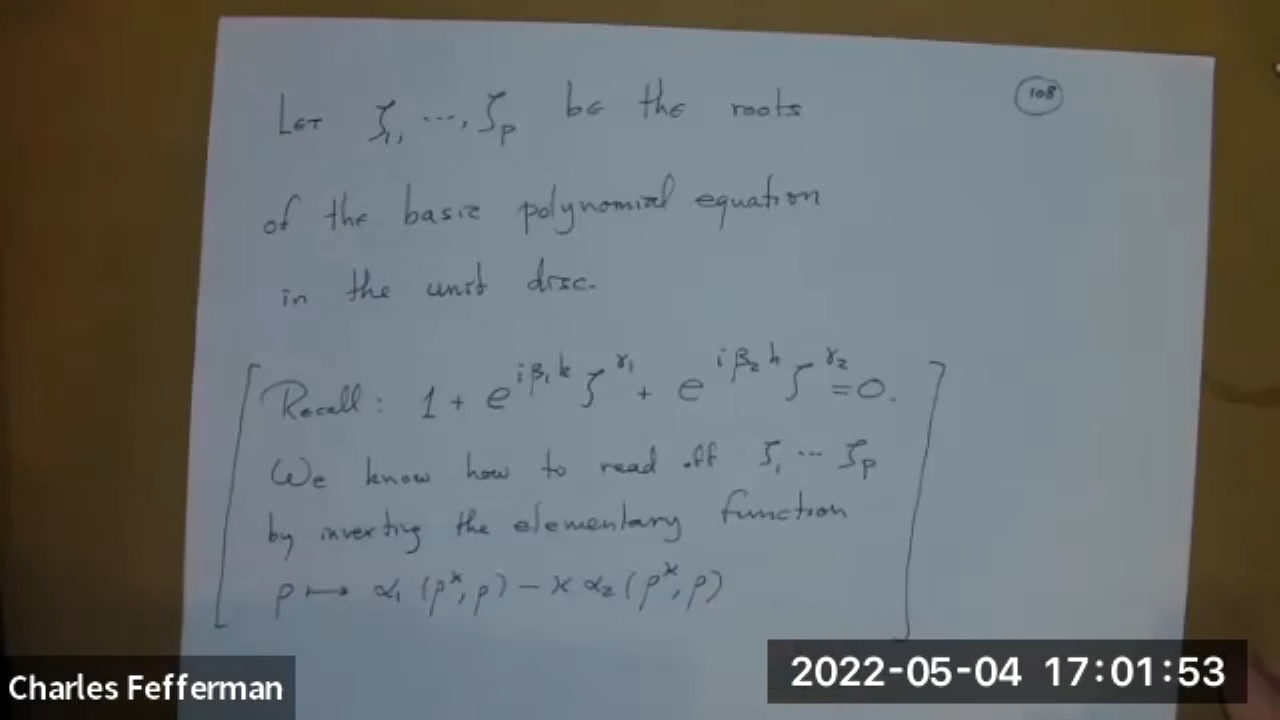 Let ζ₁, ..., ζₚ be the roots
108
of the basic polynomial equation
in the unit disc.
[Recall: 1 + e^{iβ₁k} ζ^{γ₁} + e^{iβ₂k} ζ^{γ₂} = 0.
We know how to read off ζ₁ ... ζₚ
by inverting the elementary function
ρ ⟼ α₁(ρ*, ρ) − x α₂(ρ*, ρ)]
Charles Fefferman
2022-05-04 17:01:53